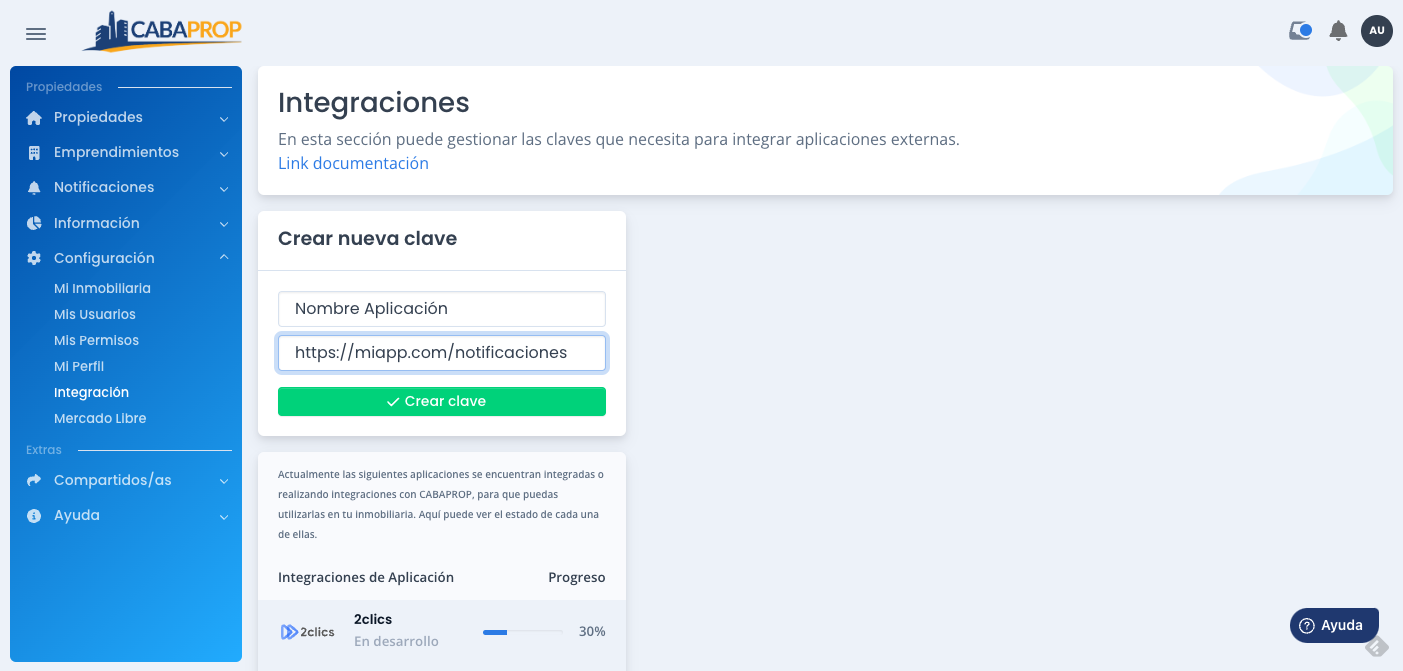 CABAPROP
AU
Propiedades
Propiedades
Emprendimientos
Notificaciones
Información
Configuración
Mi Inmobiliaria
Mis Usuarios
Mis Permisos
Mi Perfil
Integración
Mercado Libre
Extras
Compartidos/as
Ayuda
Integraciones
En esta sección puede gestionar las claves que necesita para integrar aplicaciones externas.
Link documentación
Crear nueva clave
Nombre Aplicación
https://miapp.com/notificaciones
Crear clave
Actualmente las siguientes aplicaciones se encuentran integradas o
realizando integraciones con CABAPROP, para que puedas
utilizarlas en tu inmobiliaria. Aquí puede ver el estado de cada una
de ellas.
Integraciones de Aplicación Progreso
2clics 2clics
En desarrollo 30%
Ayuda